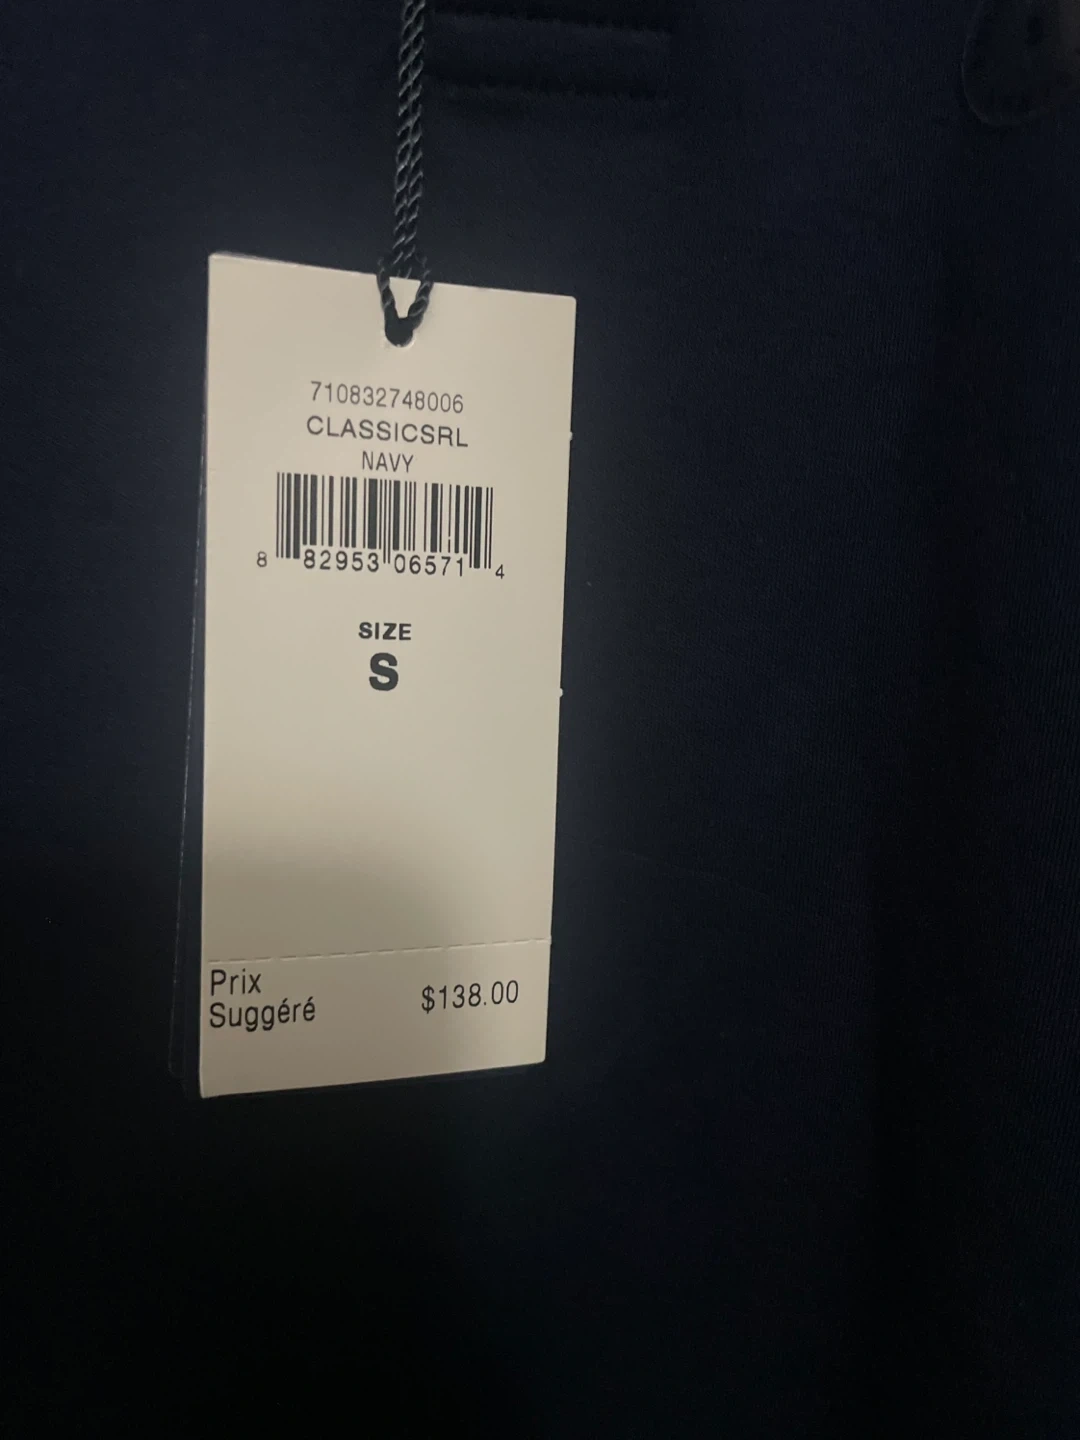 710832748006
CLASSICSRL
NAVY
8 82953 06571 4
SIZE
S
Prix
Suggéré $138.00